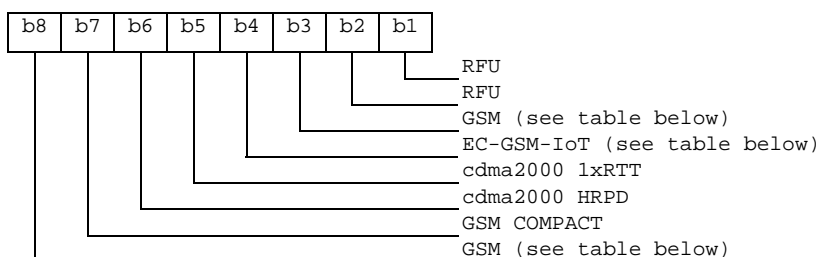 b8 b7 b6 b5 b4 b3 b2 b1
RFU
RFU
GSM (see table below)
EC-GSM-IoT (see table below)
cdma2000 1xRTT
cdma2000 HRPD
GSM COMPACT
GSM (see table below)